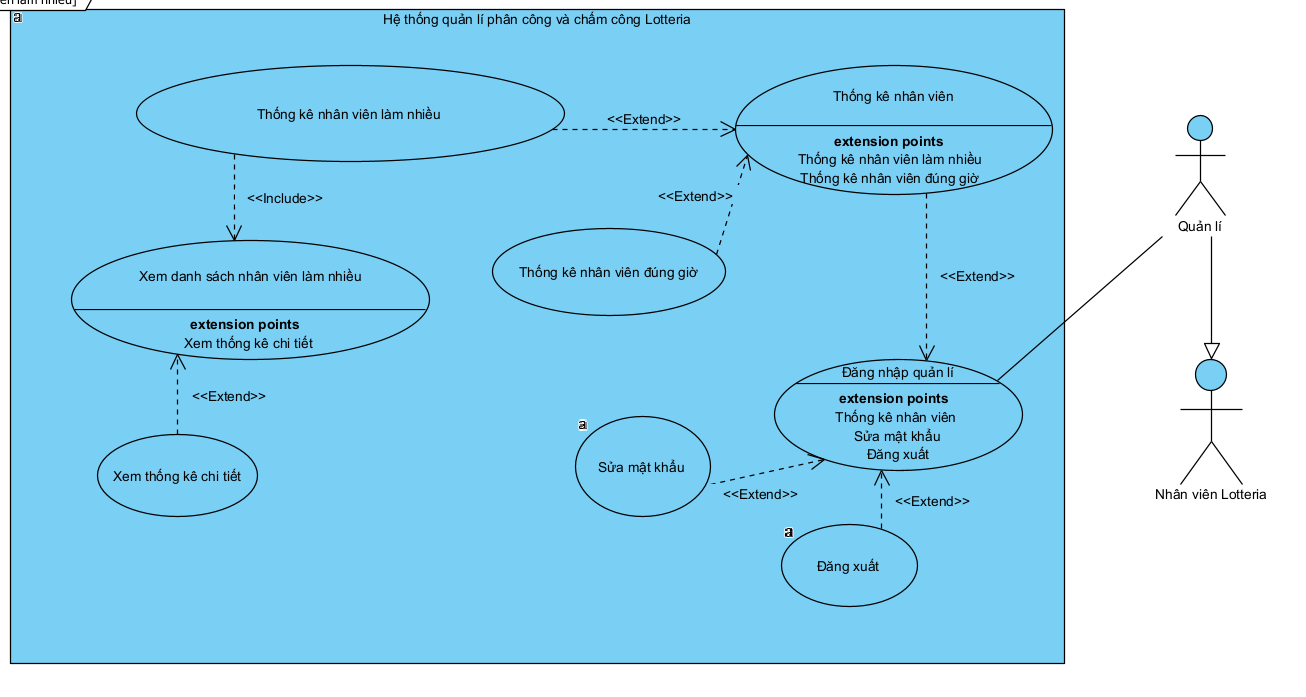 làm nhiều]
a
Hệ thống quản lí phân công và chấm công Lotteria
Thống kê nhân viên làm nhiều
<<Extend>>
Thống kê nhân viên
extension points
Thống kê nhân viên làm nhiều
Thống kê nhân viên đúng giờ
<<Include>>
<<Extend>>
Quản lí
Xem danh sách nhân viên làm nhiều
extension points
Xem thống kê chi tiết
Thống kê nhân viên đúng giờ
<<Extend>>
<<Extend>>
Đăng nhập quản lí
extension points
Thống kê nhân viên
Sửa mật khẩu
Đăng xuất
a
Sửa mật khẩu
Xem thống kê chi tiết
<<Extend>>
<<Extend>>
Nhân viên Lotteria
a
Đăng xuất